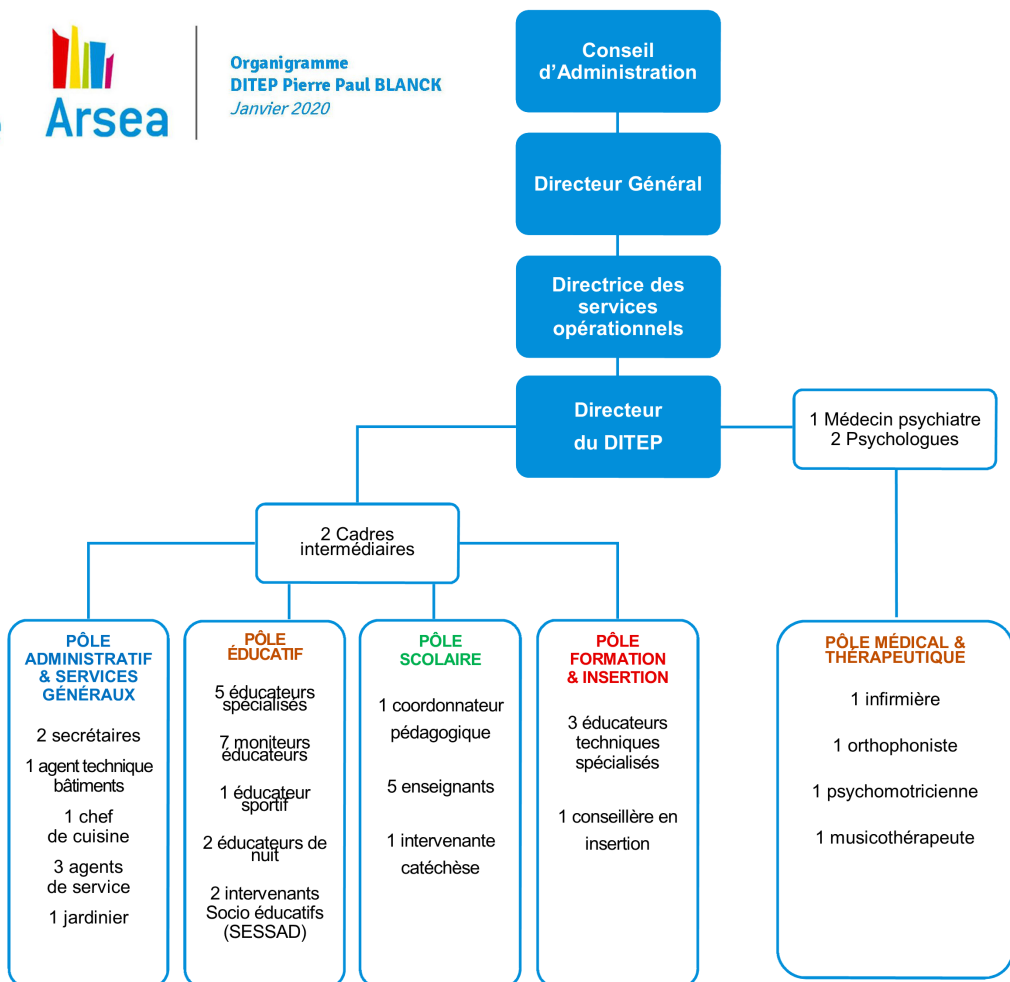 Arsea
Organigramme
DITEP Pierre Paul BLANCK
Janvier 2020
Conseil
d'Administration
Directeur Général
Directrice des
services
opérationnels
Directeur
du DITEP
1 Médecin psychiatre
2 Psychologues
2 Cadres
intermédiaires
PÔLE
ADMINISTRATIF
& SERVICES
GÉNÉRAUX
2 secrétaires
1 agent technique
bâtiments
1 chef
de cuisine
3 agents
de service
1 jardinier
PÔLE
ÉDUCATIF
5 éducateurs
spécialisés
7 moniteurs
éducateurs
1 éducateur
sportif
2 éducateurs de
nuit
2 intervenants
Socio éducatifs
(SESSAD)
PÔLE
SCOLAIRE
1 coordonnateur
pédagogique
5 enseignants
1 intervenante
catéchèse
PÔLE
FORMATION
& INSERTION
3 éducateurs
techniques
spécialisés
1 conseillère en
insertion
PÔLE MÉDICAL &
THÉRAPEUTIQUE
1 infirmière
1 orthophoniste
1 psychomotricienne
1 musicothérapeute